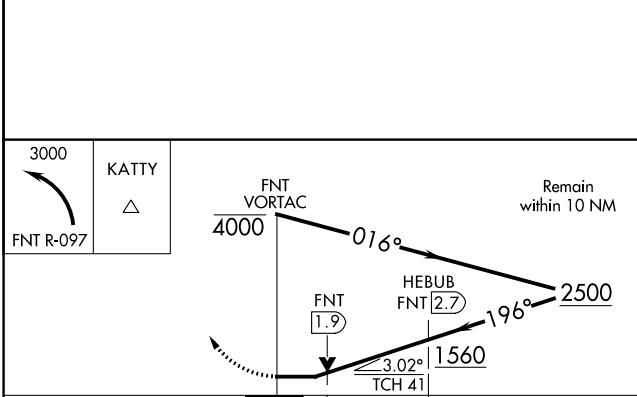 3000
FNT R-097
KATTY
FNT
VORTAC
4000
016°
Remain
within 10 NM
2500
196°
HEBUB
FNT 2.7
1560
FNT
1.9
3.02°
TCH 41